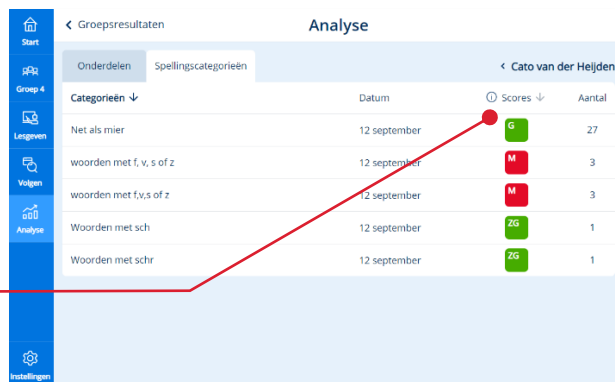 Start
Groep 4
Lesgeven
Volgen
Analyse
Instellingen
Groepsresultaten
Analyse
Onderdelen Spellingscategorieën Cato van der Heijden
Categorieën Datum Scores Aantal
Net als mier 12 september G 27
woorden met f, v, s of z 12 september M 3
woorden met f,v,s of z 12 september M 3
Woorden met sch 12 september ZG 1
Woorden met schr 12 september ZG 1